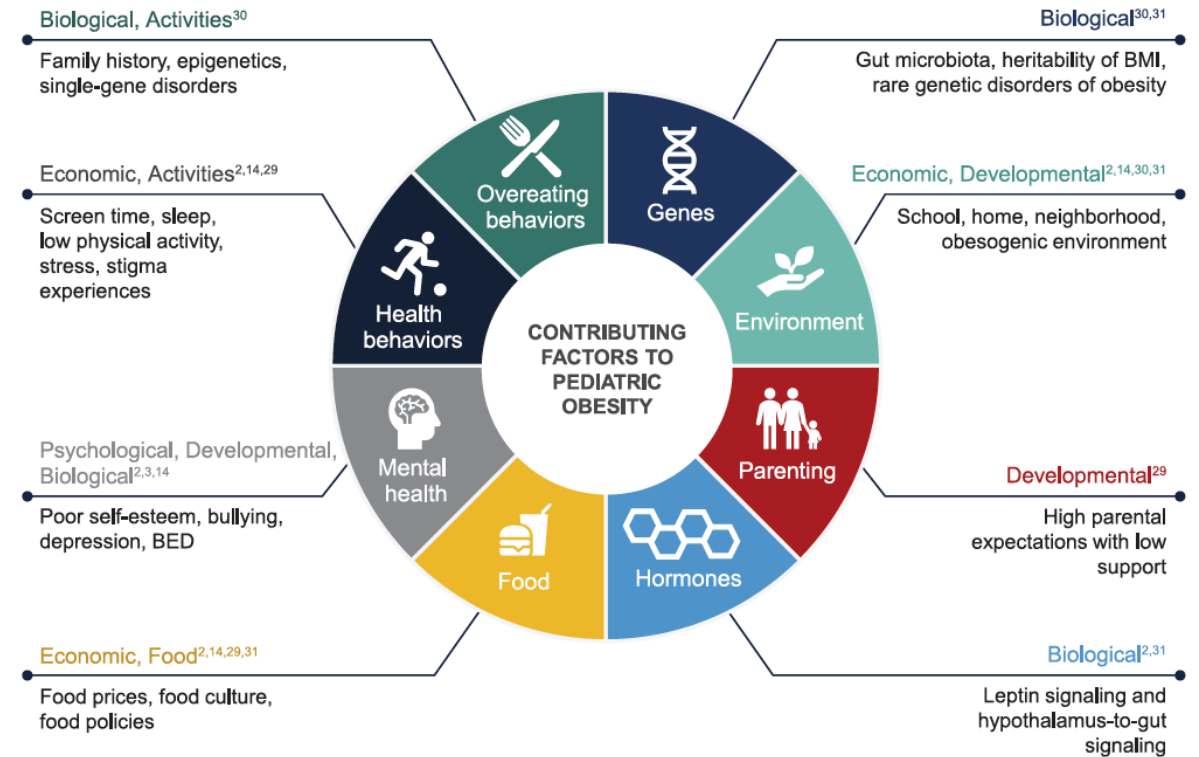 Biological, Activities30
Family history, epigenetics,
single-gene disorders
Biological30,31
Gut microbiota, heritability of BMI,
rare genetic disorders of obesity
Economic, Activities2,14,29
Screen time, sleep,
low physical activity,
stress, stigma
experiences
Economic, Developmental2,14,30,31
School, home, neighborhood,
obesogenic environment
Overeating
behaviors
Genes
Health
behaviors
Environment
CONTRIBUTING
FACTORS TO
PEDIATRIC
OBESITY
Mental
health
Parenting
Food
Hormones
Psychological, Developmental,
Biological2,3,14
Poor self-esteem, bullying,
depression, BED
Developmental29
High parental
expectations with low
support
Economic, Food2,14,29,31
Food prices, food culture,
food policies
Biological2,31
Leptin signaling and
hypothalamus-to-gut
signaling